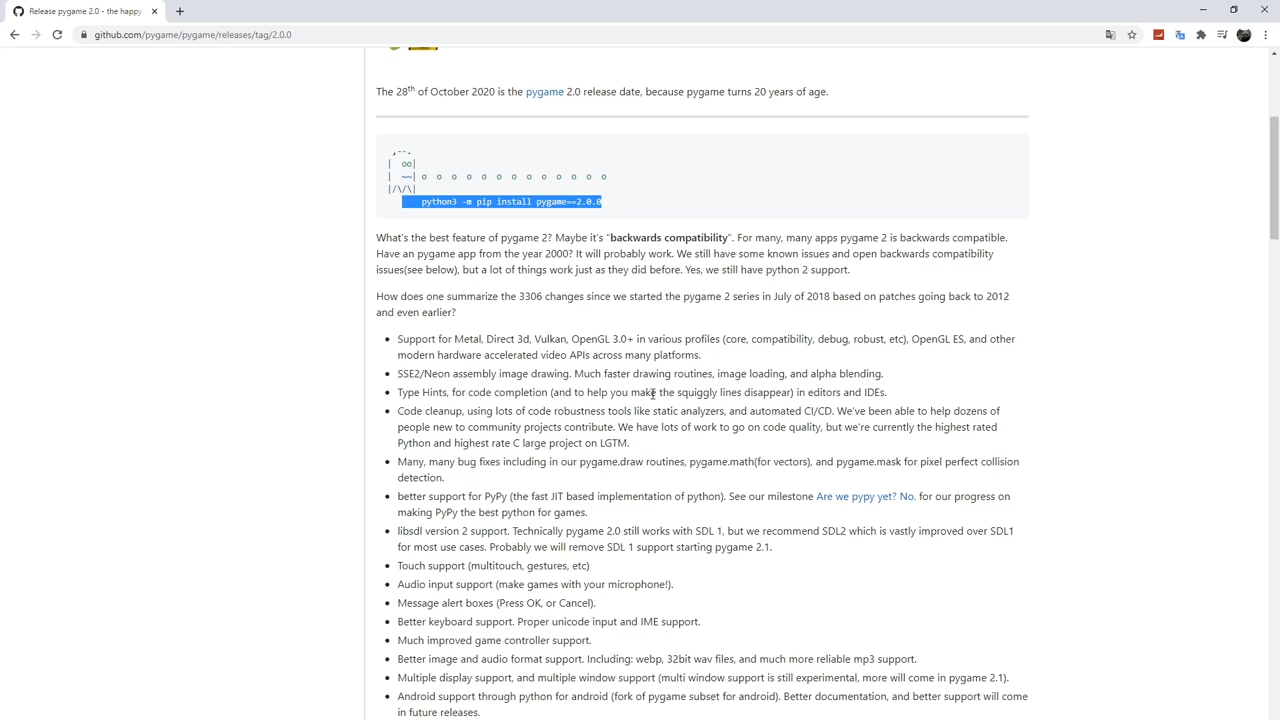 Release pygame 2.0 - the happy
github.com/pygame/pygame/releases/tag/2.0.0
The 28th of October 2020 is the pygame 2.0 release date, because pygame turns 20 years of age.
,--.
| oo|
| ~~| o o o o o o o o o o o o o
|/\/\|
python3 -m pip install pygame==2.0.0
What's the best feature of pygame 2? Maybe it's "backwards compatibility". For many, many apps pygame 2 is backwards compatible.
Have an pygame app from the year 2000? It will probably work. We still have some known issues and open backwards compatibility
issues(see below), but a lot of things work just as they did before. Yes, we still have python 2 support.
How does one summarize the 3306 changes since we started the pygame 2 series in July of 2018 based on patches going back to 2012
and even earlier?
• Support for Metal, Direct 3d, Vulkan, OpenGL 3.0+ in various profiles (core, compatibility, debug, robust, etc), OpenGL ES, and other
modern hardware accelerated video APIs across many platforms.
• SSE2/Neon assembly image drawing. Much faster drawing routines, image loading, and alpha blending.
• Type Hints, for code completion (and to help you make the squiggly lines disappear) in editors and IDEs.
• Code cleanup, using lots of code robustness tools like static analyzers, and automated CI/CD. We've been able to help dozens of
people new to community projects contribute. We have lots of work to go on code quality, but we're currently the highest rated
Python and highest rate C large project on LGTM.
• Many, many bug fixes including in our pygame.draw routines, pygame.math(for vectors), and pygame.mask for pixel perfect collision
detection.
• better support for PyPy (the fast JIT based implementation of python). See our milestone Are we pypy yet? No. for our progress on
making PyPy the best python for games.
• libsdl version 2 support. Technically pygame 2.0 still works with SDL 1, but we recommend SDL2 which is vastly improved over SDL1
for most use cases. Probably we will remove SDL 1 support starting pygame 2.1.
• Touch support (multitouch, gestures, etc)
• Audio input support (make games with your microphone!).
• Message alert boxes (Press OK, or Cancel).
• Better keyboard support. Proper unicode input and IME support.
• Much improved game controller support.
• Better image and audio format support. Including: webp, 32bit wav files, and much more reliable mp3 support.
• Multiple display support, and multiple window support (multi window support is still experimental, more will come in pygame 2.1).
• Android support through python for android (fork of pygame subset for android). Better documentation, and better support will come
in future releases.